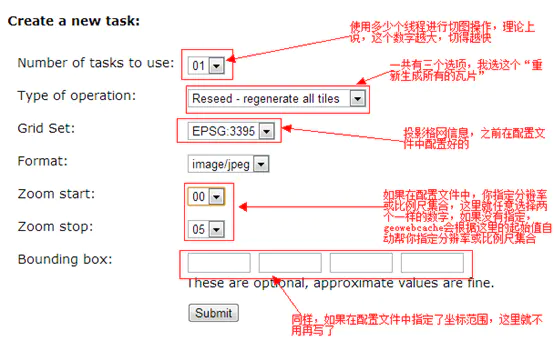 Create a new task:
使用多少个线程进行切图操作，理论上
说，这个数字越大，切得越快
Number of tasks to use: 01
一共有三个选项，我选这个“重
新生成所有的瓦片”
Type of operation: Reseed - regenerate all tiles
Grid Set: EPSG:3395
投影格网信息，之前在配置文
件中配置好的
Format: image/jpeg
Zoom start: 00
如果在配置文件中，你指定分辨率
或比例尺集合，这里就任意选择两
个一样的数字，如果没有指定，
geowebcache会根据这里的起始值自
动帮你指定分辨率或比例尺集合
Zoom stop: 05
Bounding box:
These are optional, approximate values are fine.
Submit
同样，如果在配置文件中指定了坐标范围，这里就不
用再写了